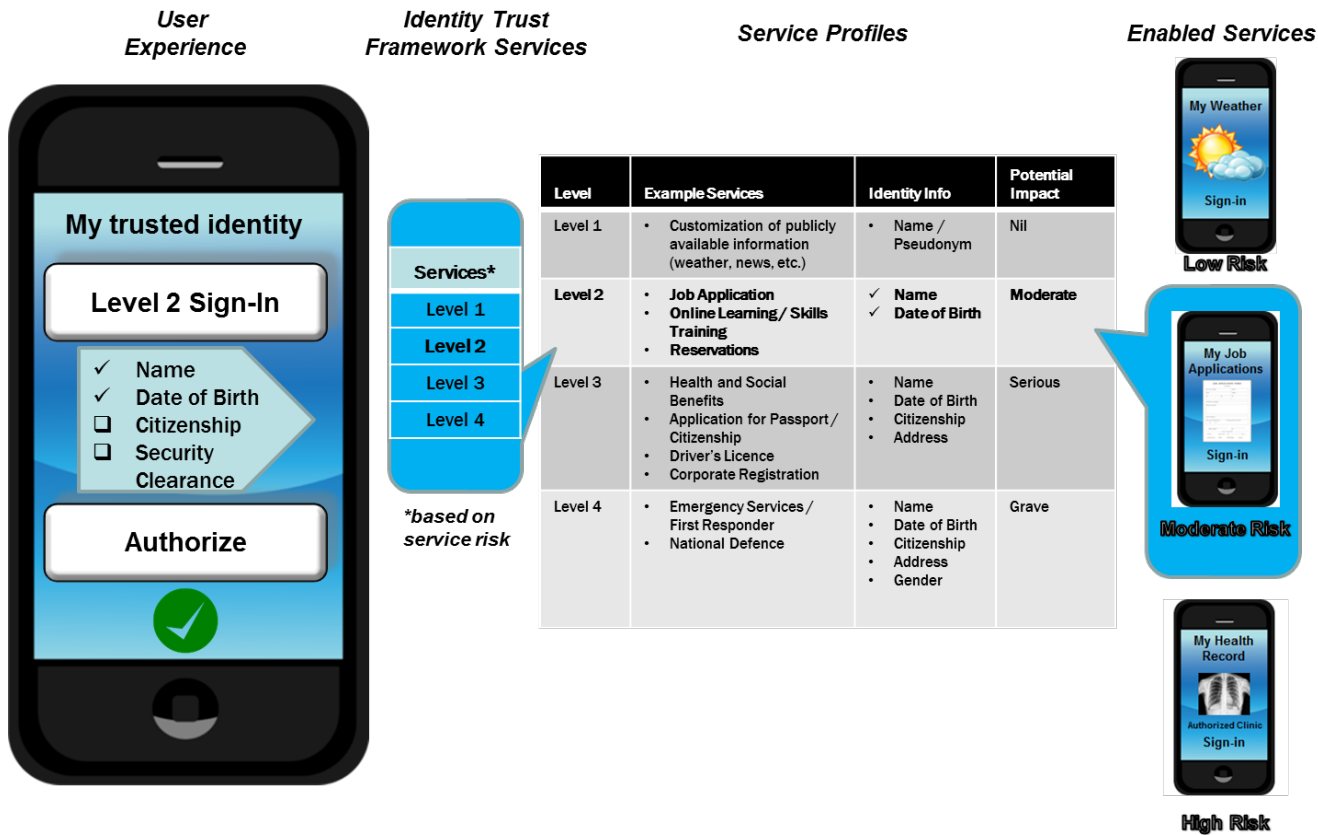 User
Experience
Identity Trust
Framework Services
Service Profiles
Enabled Services
My trusted identity
Level 2 Sign-In
✓ Name
✓ Date of Birth
❑ Citizenship
❑ Security
Clearance
Authorize
Services*
Level 1
Level 2
Level 3
Level 4
*based on
service risk
Level Example Services Identity Info Potential
Impact
Level 1
• Customization of publicly
available information
(weather, news, etc.)
• Name /
Pseudonym
Nil
Level 2
• Job Application
• Online Learning / Skills
Training
• Reservations
✓ Name
✓ Date of Birth
Moderate
Level 3
• Health and Social
Benefits
• Application for Passport /
Citizenship
• Driver's Licence
• Corporate Registration
• Name
• Date of Birth
• Citizenship
• Address
Serious
Level 4
• Emergency Services /
First Responder
• National Defence
• Name
• Date of Birth
• Citizenship
• Address
• Gender
Grave
My Weather
Sign-in
Low Risk
My Job
Applications
Sign-in
Moderate Risk
My Health
Record
Authorized Clinic
Sign-in
High Risk